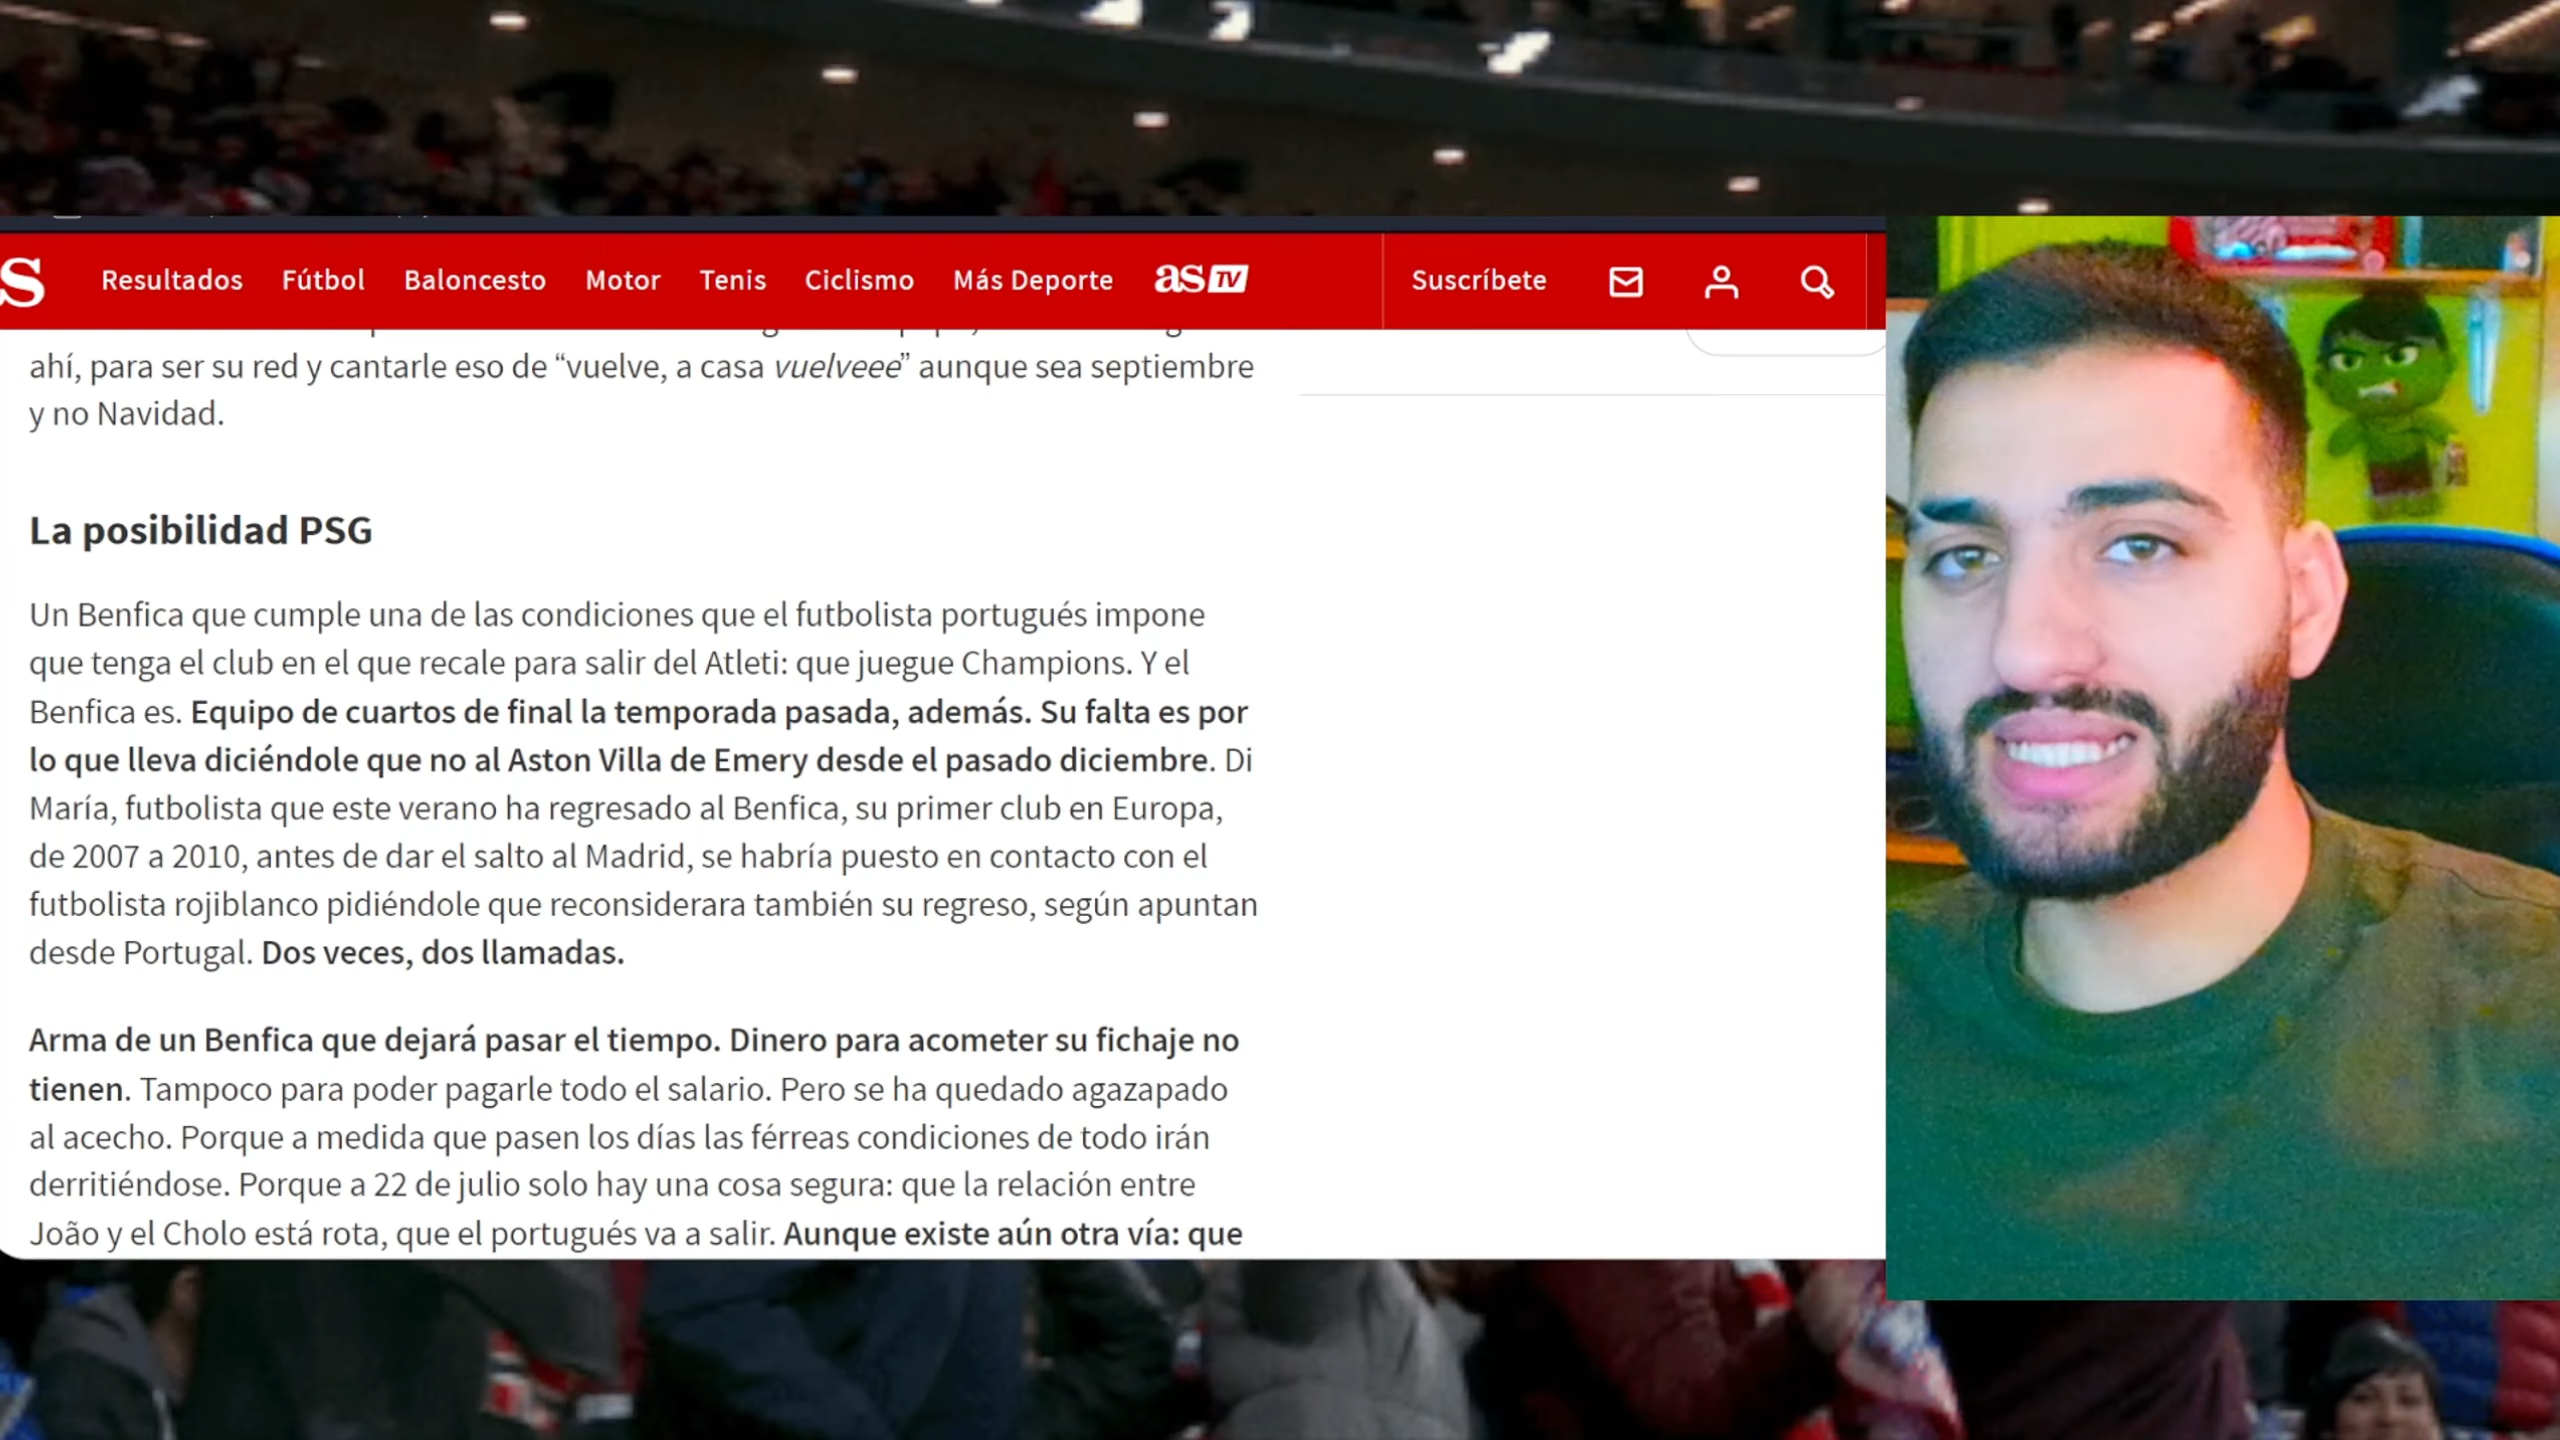 S
Resultados Fútbol Baloncesto Motor Tenis Ciclismo Más Deporte as TV Suscríbete
ahí, para ser su red y cantarle eso de “vuelve, a casa vuelveee” aunque sea septiembre
y no Navidad.
La posibilidad PSG
Un Benfica que cumple una de las condiciones que el futbolista portugués impone
que tenga el club en el que recale para salir del Atleti: que juegue Champions. Y el
Benfica es. Equipo de cuartos de final la temporada pasada, además. Su falta es por
lo que lleva diciéndole que no al Aston Villa de Emery desde el pasado diciembre. Di
María, futbolista que este verano ha regresado al Benfica, su primer club en Europa,
de 2007 a 2010, antes de dar el salto al Madrid, se habría puesto en contacto con el
futbolista rojiblanco pidiéndole que reconsiderara también su regreso, según apuntan
desde Portugal. Dos veces, dos llamadas.
Arma de un Benfica que dejará pasar el tiempo. Dinero para acometer su fichaje no
tienen. Tampoco para poder pagarle todo el salario. Pero se ha quedado agazapado
al acecho. Porque a medida que pasen los días las férreas condiciones de todo irán
derritiéndose. Porque a 22 de julio solo hay una cosa segura: que la relación entre
João y el Cholo está rota, que el portugués va a salir. Aunque existe aún otra vía: que